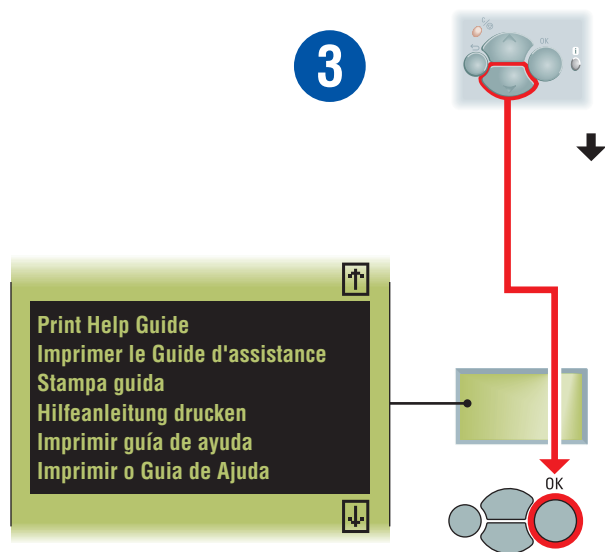 3
OK
i
Print Help Guide
Imprimer le Guide d'assistance
Stampa guida
Hilfeanleitung drucken
Imprimir guía de ayuda
Imprimir o Guia de Ajuda
OK